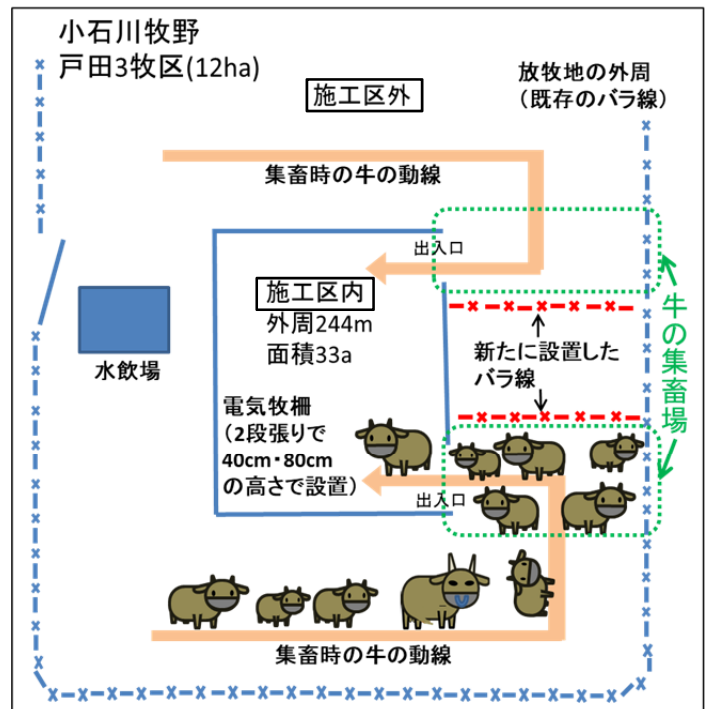 小石川牧野
戸田3牧区(12ha)
施工区外
放牧地の外周
(既存のバラ線)
集畜時の牛の動線
出入口
施工区内
外周244m
面積33a
水飲場
新たに設置した
バラ線
牛の集畜場
電気牧柵
(2段張りで
40cm・80cm
の高さで設置)
出入口
集畜時の牛の動線